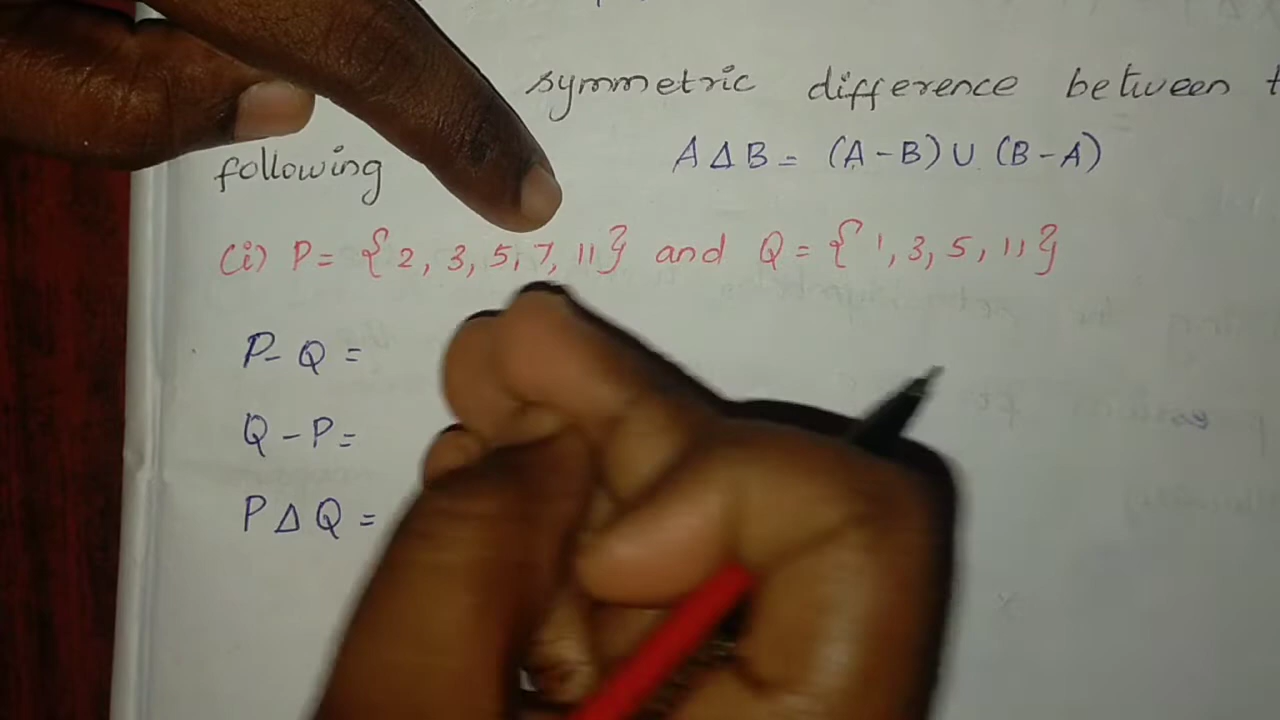 symmetric difference between
following A Δ B = (A - B) ∪ (B - A)
(i) P = {2, 3, 5, 7, 11} and Q = {1, 3, 5, 11}
P - Q =
Q - P =
P Δ Q =